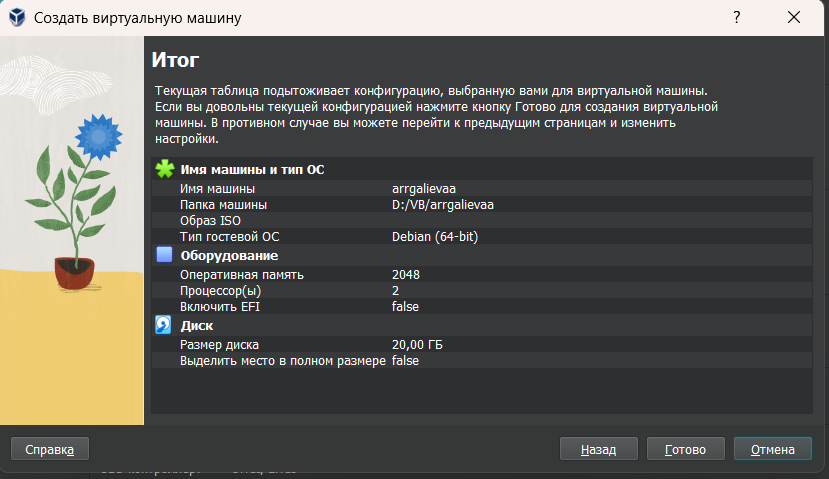 Создать виртуальную машину
?
Итог
Текущая таблица подытоживает конфигурацию, выбранную вами для виртуальной машины.
Если вы довольны текущей конфигурацией нажмите кнопку Готово для создания виртуальной
машины. В противном случае вы можете перейти к предыдущим страницам и изменить
настройки.
Имя машины и тип ОС
Имя машины arrgalievaa
Папка машины D:/VB/arrgalievaa
Образ ISO
Тип гостевой ОС Debian (64-bit)
Оборудование
Оперативная память 2048
Процессор(ы) 2
Включить EFI false
Диск
Размер диска 20,00 ГБ
Выделить место в полном размере false
Справка Назад Готово Отмена